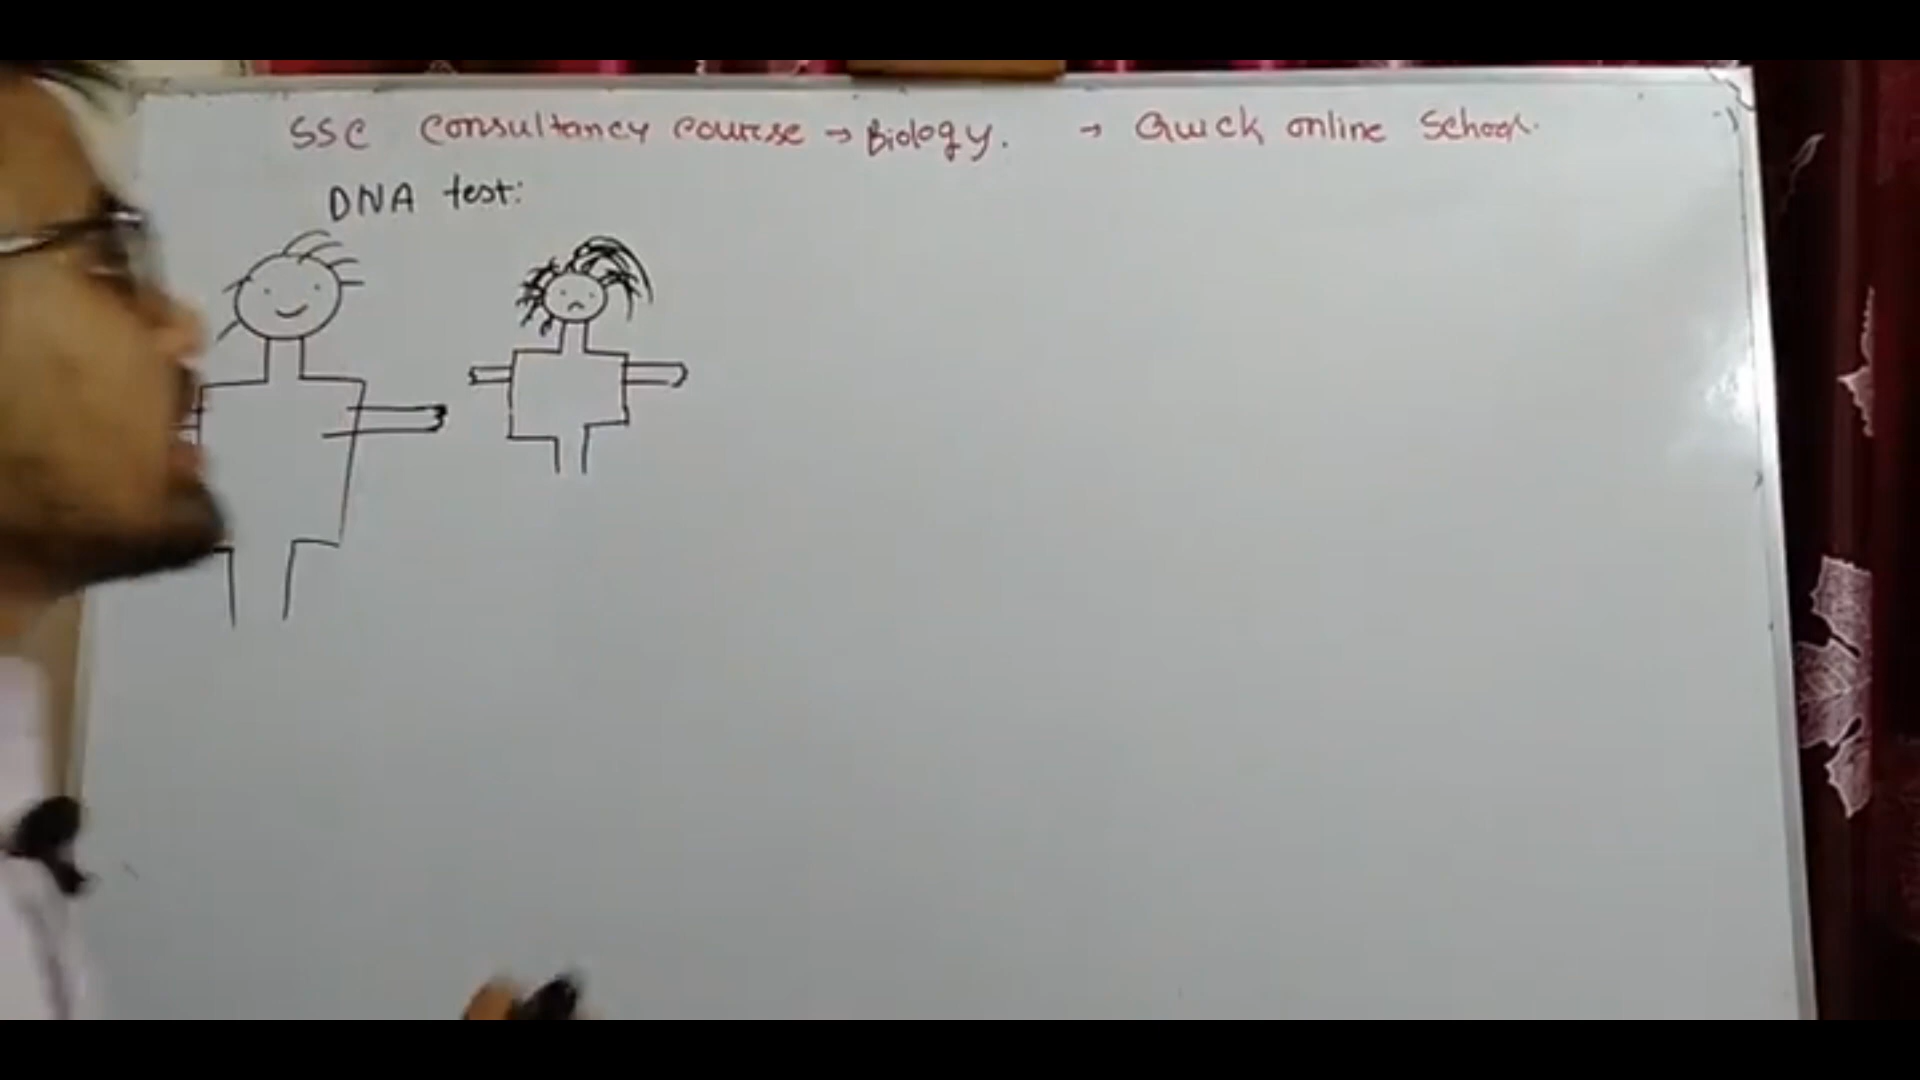 SSC Consultancy course → Biology. → Quick online School.
DNA test: